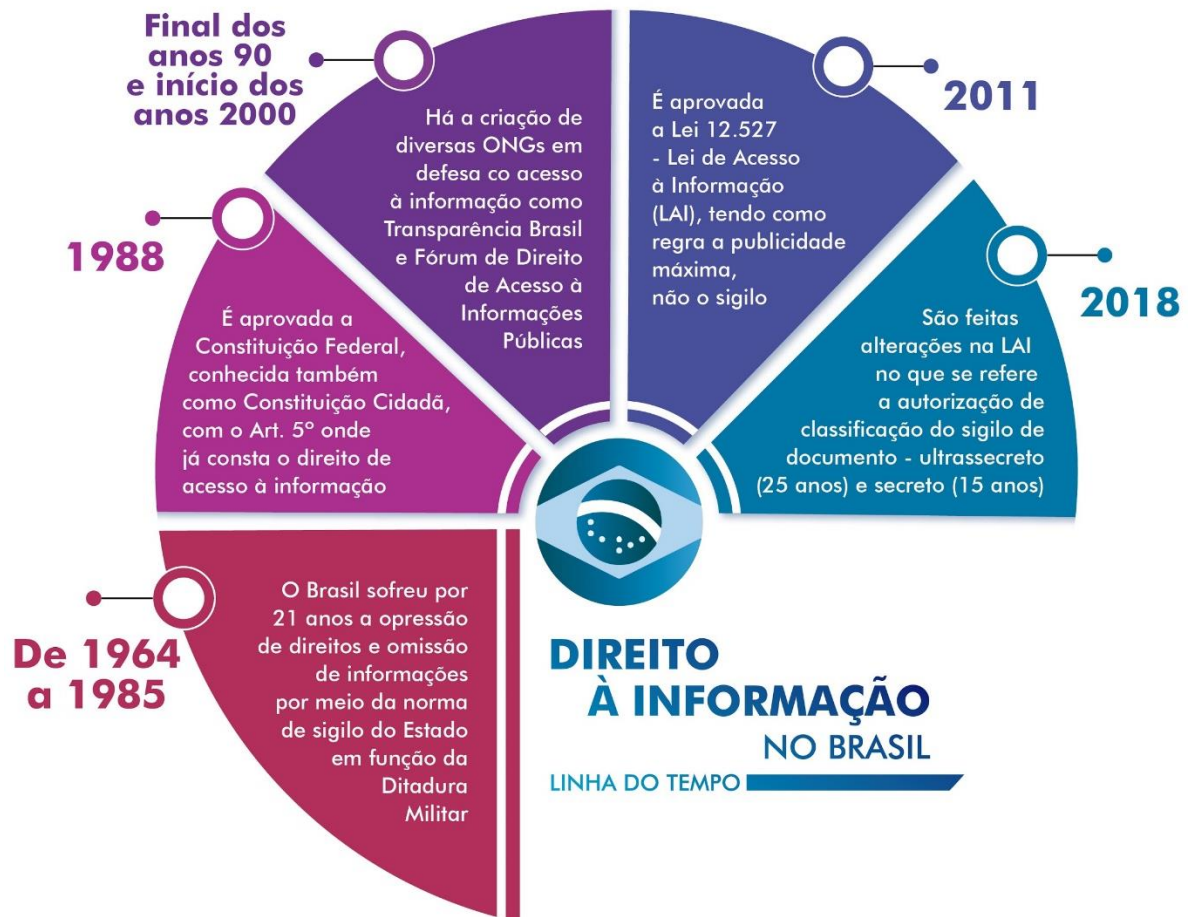 Final dos
anos 90
e início dos
anos 2000
Há a criação de
diversas ONGs em
defesa co acesso
à informação como
Transparência Brasil
e Fórum de Direito
de Acesso à
Informações
Públicas
2011
É aprovada
a Lei 12.527
- Lei de Acesso
à Informação
(LAI), tendo como
regra a publicidade
máxima,
não o sigilo
1988
É aprovada a
Constituição Federal,
conhecida também
como Constituição Cidadã,
com o Art. 5º onde
já consta o direito de
acesso à informação
2018
São feitas
alterações na LAI
no que se refere
a autorização de
classificação do sigilo de
documento - ultrassecreto
(25 anos) e secreto (15 anos)
De 1964
a 1985
O Brasil sofreu por
21 anos a opressão
de direitos e omissão
de informações
por meio da norma
de sigilo do Estado
em função da
Ditadura
Militar
DIREITO
À INFORMAÇÃO
NO BRASIL
LINHA DO TEMPO